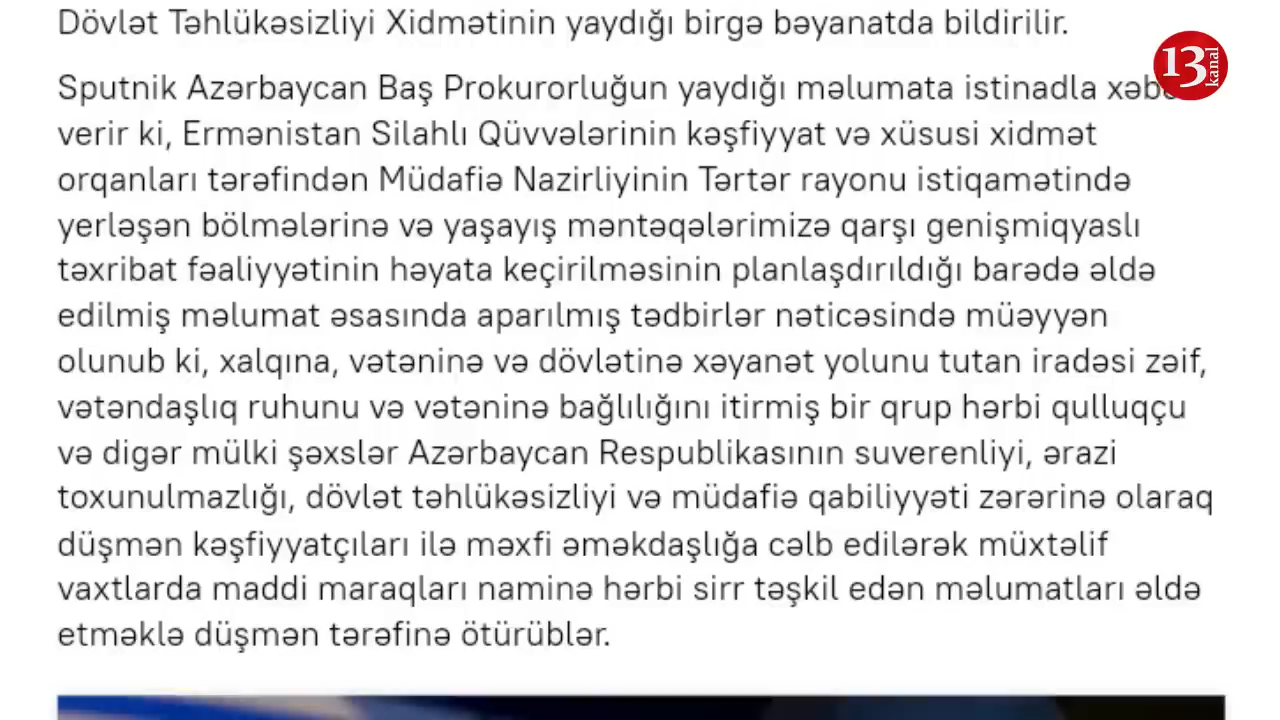 Dövlət Təhlükəsizliyi Xidmətinin yaydığı birgə bəyanatda bildirilir.
Sputnik Azərbaycan Baş Prokurorluğun yaydığı məlumata istinadla
verir ki, Ermənistan Silahlı Qüvvələrinin kəşfiyyat və xüsusi xidmət
orqanları tərəfindən Müdafiə Nazirliyinin Tərtər rayonu istiqamətində
yerləşən bölmələrinə və yaşayış məntəqələrimizə qarşı genişmiqyaslı
təxribat fəaliyyətinin həyata keçirilməsinin planlaşdırıldığı barədə əldə
edilmiş məlumat əsasında aparılmış tədbirlər nəticəsində müəyyən
olunub ki, xalqına, vətəninə və dövlətinə xəyanət yolunu tutan iradəsi zəif,
vətəndaşlıq ruhunu və vətəninə bağlılığını itirmiş bir qrup hərbi qulluqçu
və digər mülki şəxslər Azərbaycan Respublikasının suverenliyi, ərazi
toxunulmazlığı, dövlət təhlükəsizliyi və müdafiə qabiliyyəti zərərinə olaraq
düşmən kəşfiyyatçıları ilə məxfi əməkdaşlığa cəlb edilərək müxtəlif
vaxtlarda maddi maraqları naminə hərbi sirr təşkil edən məlumatları əldə
etməklə düşmən tərəfinə ötürüblər.
13 kanal